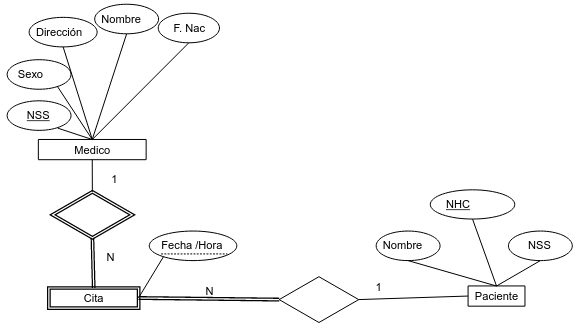 Nombre
Dirección
F. Nac
Sexo
NSS
Medico
1
N
Fecha /Hora
NHC
Nombre
NSS
Cita
N
1
Paciente